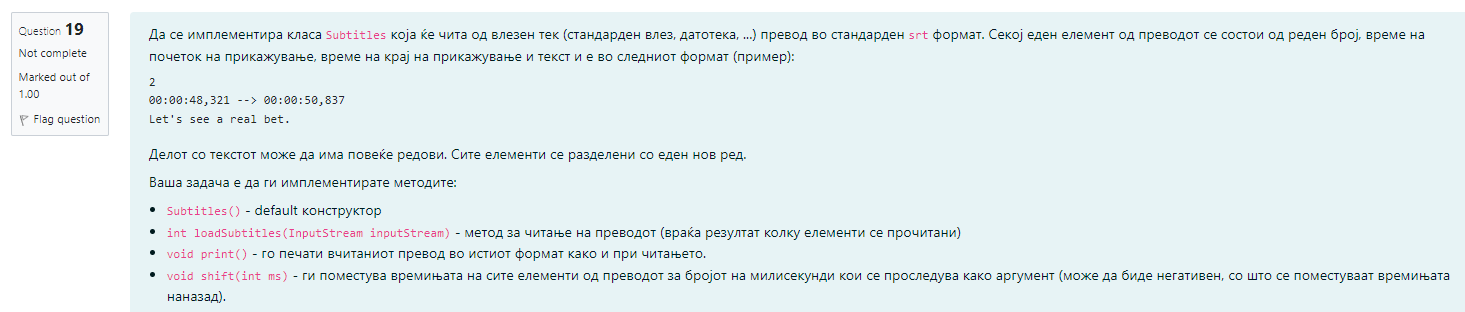 Question 19
Not complete
Marked out of
1.00
Flag question
Да се имплементира класа Subtitles која ќе чита од влезен тек (стандарден влез, датотека, ...) превод во стандарден srt формат. Секој еден елемент од преводот се состои од реден број, време на
почеток на прикажување, време на крај на прикажување и текст и е во следниот формат (пример):
2
00:00:48,321 --> 00:00:50,837
Let's see a real bet.
Делот со текстот може да има повеќе редови. Сите елементи се разделени со еден нов ред.
Ваша задача е да ги имплементирате методите:
• Subtitles() - default конструктор
• int loadSubtitles(InputStream inputStream) - метод за читање на преводот (враќа резултат колку елементи се прочитани)
• void print() - го печати вчитаниот превод во истиот формат како и при читањето.
• void shift(int ms) - ги поместува времињата на сите елементи од преводот за бројот на милисекунди кои се проследува како аргумент (може да биде негативен, со што се поместуваат времињата
наназад).